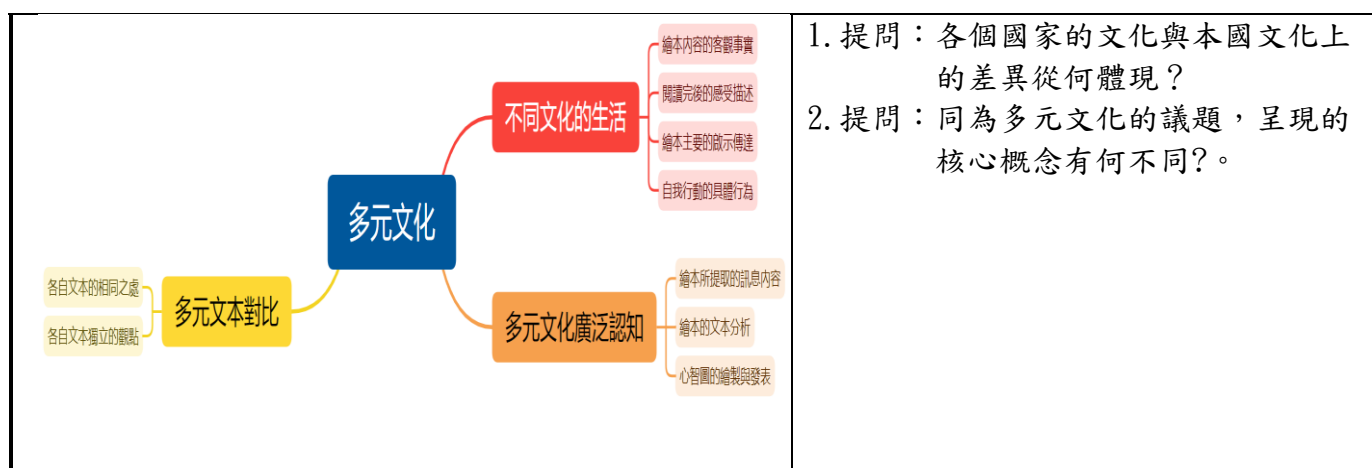 繪本內容的客觀事實
閱讀完後的感受描述
不同文化的生活
繪本主要的啟示傳達
自我行動的具體行為
多元文化
各自文本的相同之處
多元文本對比
各自文本獨立的觀點
繪本所提取的訊息內容
多元文化廣泛認知
繪本的文本分析
心智圖的繪製與發表
1.提問：各個國家的文化與本國文化上
的差異從何體現？
2.提問：同為多元文化的議題，呈現的
核心概念有何不同?。